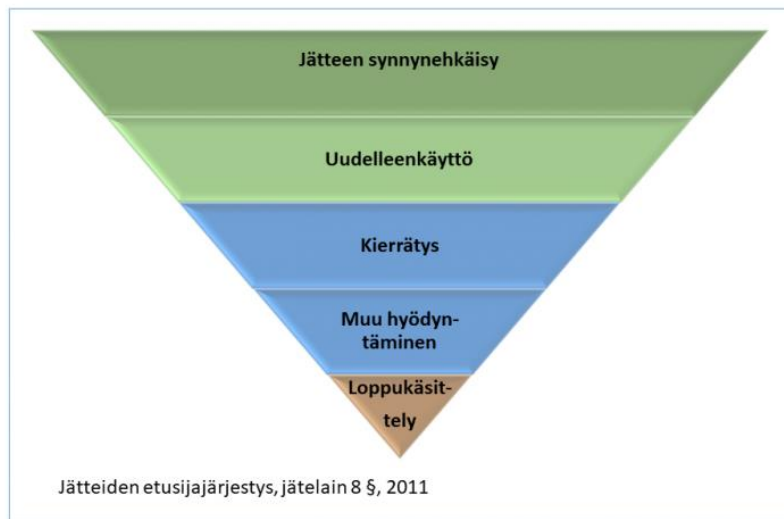 Jätteen synnynehkäisy
Uudelleenkäyttö
Kierrätys
Muu hyödyn-
täminen
Loppukäsit-
tely
Jätteiden etusijajärjestys, jätelain 8 §, 2011